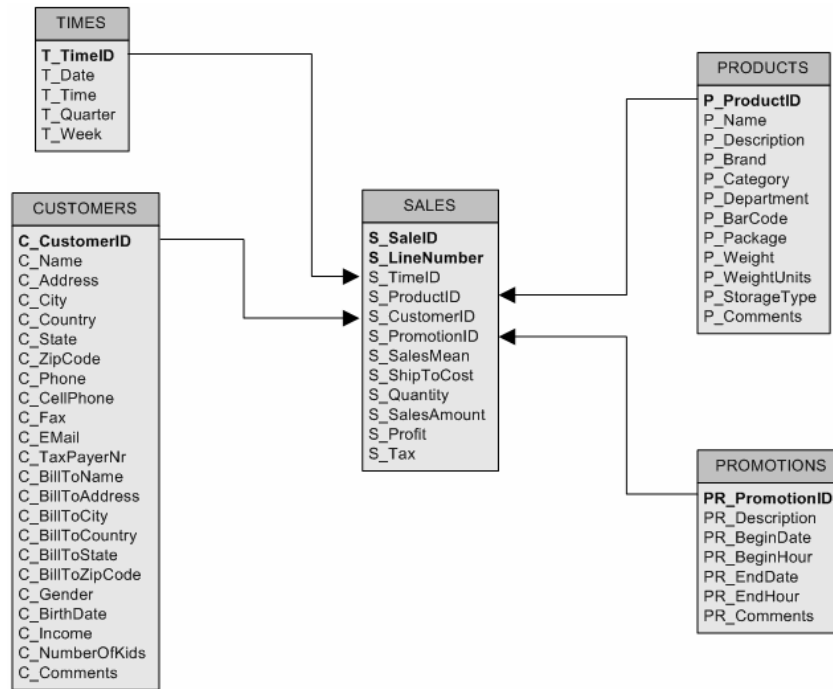 TIMES
T_TimeID
T_Date
T_Time
T_Quarter
T_Week
CUSTOMERS
C_CustomerID
C_Name
C_Address
C_City
C_Country
C_State
C_ZipCode
C_Phone
C_CellPhone
C_Fax
C_EMail
C_TaxPayerNr
C_BillToName
C_BillToAddress
C_BillToCity
C_BillToCountry
C_BillToState
C_BillToZipCode
C_Gender
C_BirthDate
C_Income
C_NumberOfKids
C_Comments
SALES
S_SaleID
S_LineNumber
S_TimeID
S_ProductID
S_CustomerID
S_PromotionID
S_SalesMean
S_ShipToCost
S_Quantity
S_SalesAmount
S_Profit
S_Tax
PRODUCTS
P_ProductID
P_Name
P_Description
P_Brand
P_Category
P_Department
P_BarCode
P_Package
P_Weight
P_WeightUnits
P_StorageType
P_Comments
PROMOTIONS
PR_PromotionID
PR_Description
PR_BeginDate
PR_BeginHour
PR_EndDate
PR_EndHour
PR_Comments